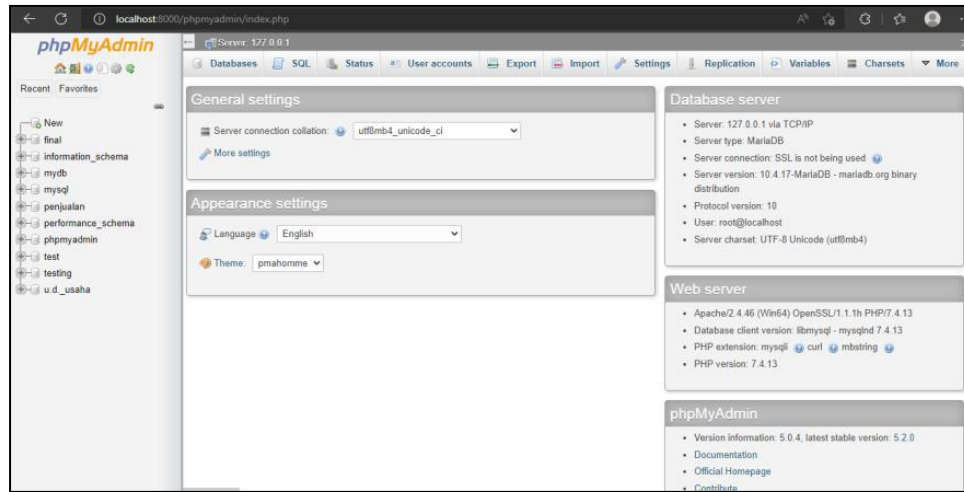 localhost:8000/phpmyadmin/index.php
phpMyAdmin
Recent Favorites
New
final
information_schema
mydb
mysql
penjualan
performance_schema
phpmyadmin
test
testing
u.d._usaha
Server: 127.0.0.1
Databases SQL Status User accounts Export Import Settings Replication Variables Charsets More
General settings
Server connection collation: utf8mb4_unicode_ci
More settings
Appearance settings
Language English
Theme: pmahomme
Database server
Server: 127.0.0.1 via TCP/IP
Server type: MariaDB
Server connection: SSL is not being used
Server version: 10.4.17-MariaDB - mariadb.org binary
distribution
Protocol version: 10
User: root@localhost
Server charset: UTF-8 Unicode (utf8mb4)
Web server
Apache/2.4.46 (Win64) OpenSSL/1.1.1h PHP/7.4.13
Database client version: libmysql - mysqlnd 7.4.13
PHP extension: mysqli curl mbstring
PHP version: 7.4.13
phpMyAdmin
Version information: 5.0.4, latest stable version: 5.2.0
Documentation
Official Homepage
Contribute